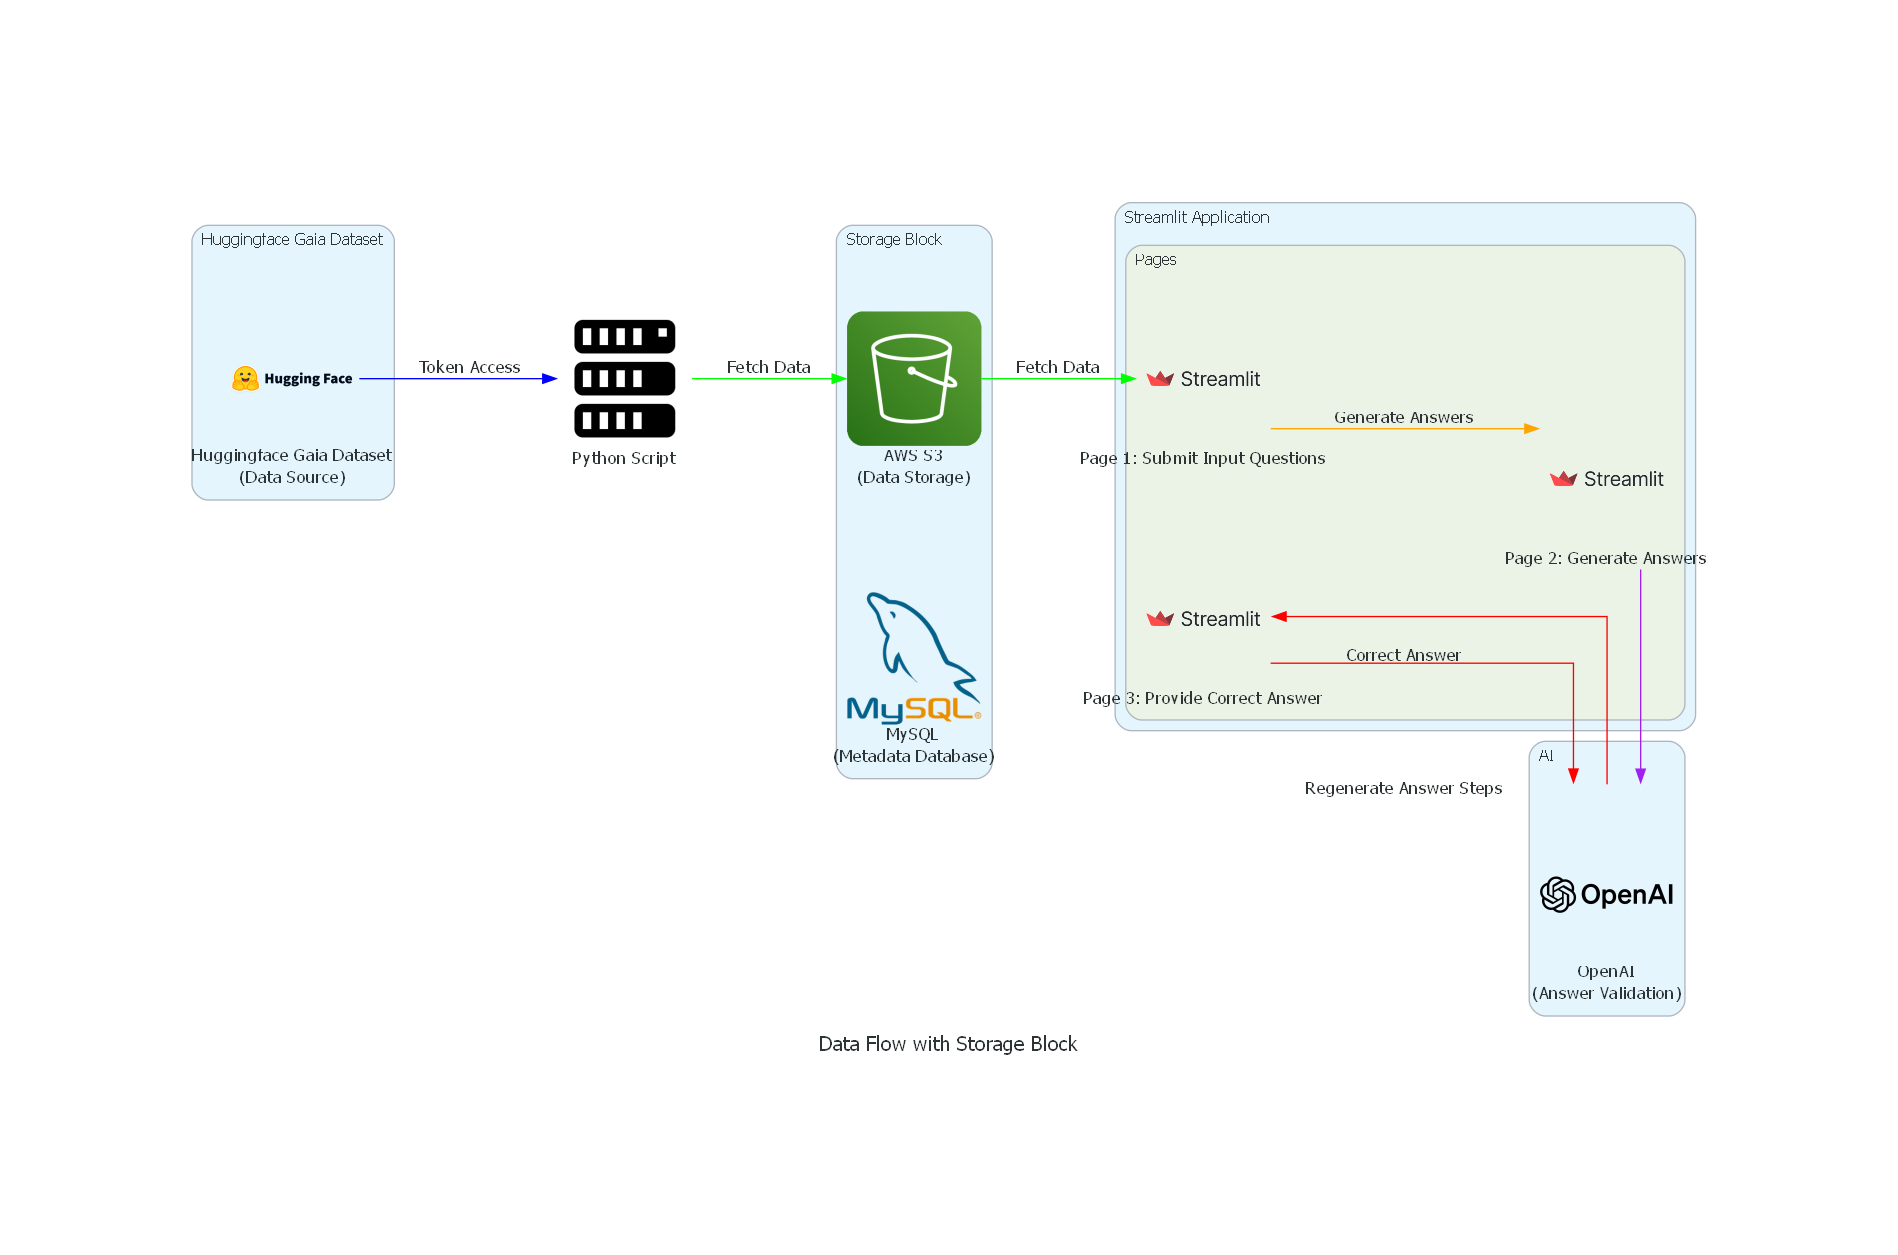 Huggingface Gaia Dataset
Hugging Face
Huggingface Gaia Dataset
(Data Source)
Token Access
Python Script
Fetch Data
Storage Block
AWS S3
(Data Storage)
MySQL®
MySQL
(Metadata Database)
Fetch Data
Streamlit Application
Pages
Streamlit
Generate Answers
Page 1: Submit Input Questions
Streamlit
Page 2: Generate Answers
Streamlit
Correct Answer
Page 3: Provide Correct Answer
AI
Regenerate Answer Steps
OpenAI
OpenAI
(Answer Validation)
Data Flow with Storage Block